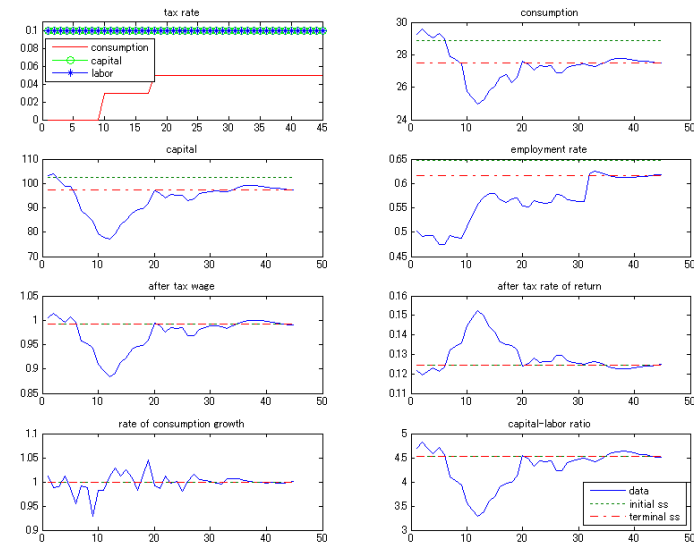 tax rate
0.1
0.08
0.06
0.04
0.02
0
consumption
capital
labor
0 5 10 15 20 25 30 35 40 45
consumption
30
28
26
24
0 10 20 30 40 50
capital
110
100
90
80
70
0 10 20 30 40 50
employment rate
0.65
0.6
0.55
0.5
0.45
0 10 20 30 40 50
after tax wage
1.05
1
0.95
0.9
0.85
0 10 20 30 40 50
after tax rate of return
0.16
0.15
0.14
0.13
0.12
0.11
0 10 20 30 40 50
rate of consumption growth
1.1
1.05
1
0.95
0.9
0 10 20 30 40 50
capital-labor ratio
5
4.5
4
3.5
3
data
initial ss
terminal ss
0 10 20 30 40 50